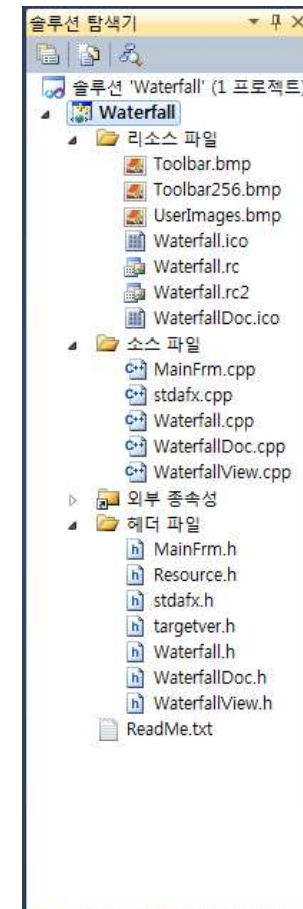 솔루션 탐색기
솔루션 'Waterfall' (1 프로젝트)
Waterfall
리소스 파일
Toolbar.bmp
Toolbar256.bmp
UserImages.bmp
Waterfall.ico
Waterfall.rc
Waterfall.rc2
WaterfallDoc.ico
소스 파일
MainFrm.cpp
stdafx.cpp
Waterfall.cpp
WaterfallDoc.cpp
WaterfallView.cpp
외부 종속성
헤더 파일
MainFrm.h
Resource.h
stdafx.h
targetver.h
Waterfall.h
WaterfallDoc.h
WaterfallView.h
ReadMe.txt